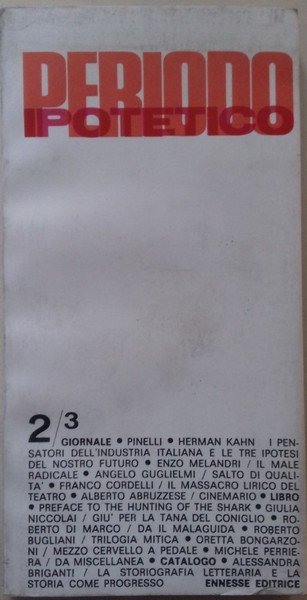 PERIODO
IPOTETICO
2/3
GIORNALE • PINELLI • HERMAN KAHN I PEN-
SATORI DELL'INDUSTRIA ITALIANA E LE TRE IPOTESI
DEL NOSTRO FUTURO • ENZO MELANDRI / IL MALE
RADICALE • ANGELO GUGLIELMI / SALTO DI QUALI-
TA' • FRANCO CORDELLI / IL MASSACRO LIRICO DEL
TEATRO • ALBERTO ABRUZZESE / CINEMARIO • LIBRO
• PREFACE TO THE HUNTING OF THE SHARK • GIULIA
NICCOLAI / GIU' PER LA TANA DEL CONIGLIO • RO-
BERTO DI MARCO / DA IL MALAGUIDA • ROBERTO
BUGLIANI / TRILOGIA MITICA • ORETTA BONGARZO-
NI / MEZZO CERVELLO A PEDALE • MICHELE PERRIE-
RA / DA MISCELLANEA • CATALOGO • ALESSANDRA
BRIGANTI / LA STORIOGRAFIA LETTERARIA E LA
STORIA COME PROGRESSO ENNESSE EDITRICE